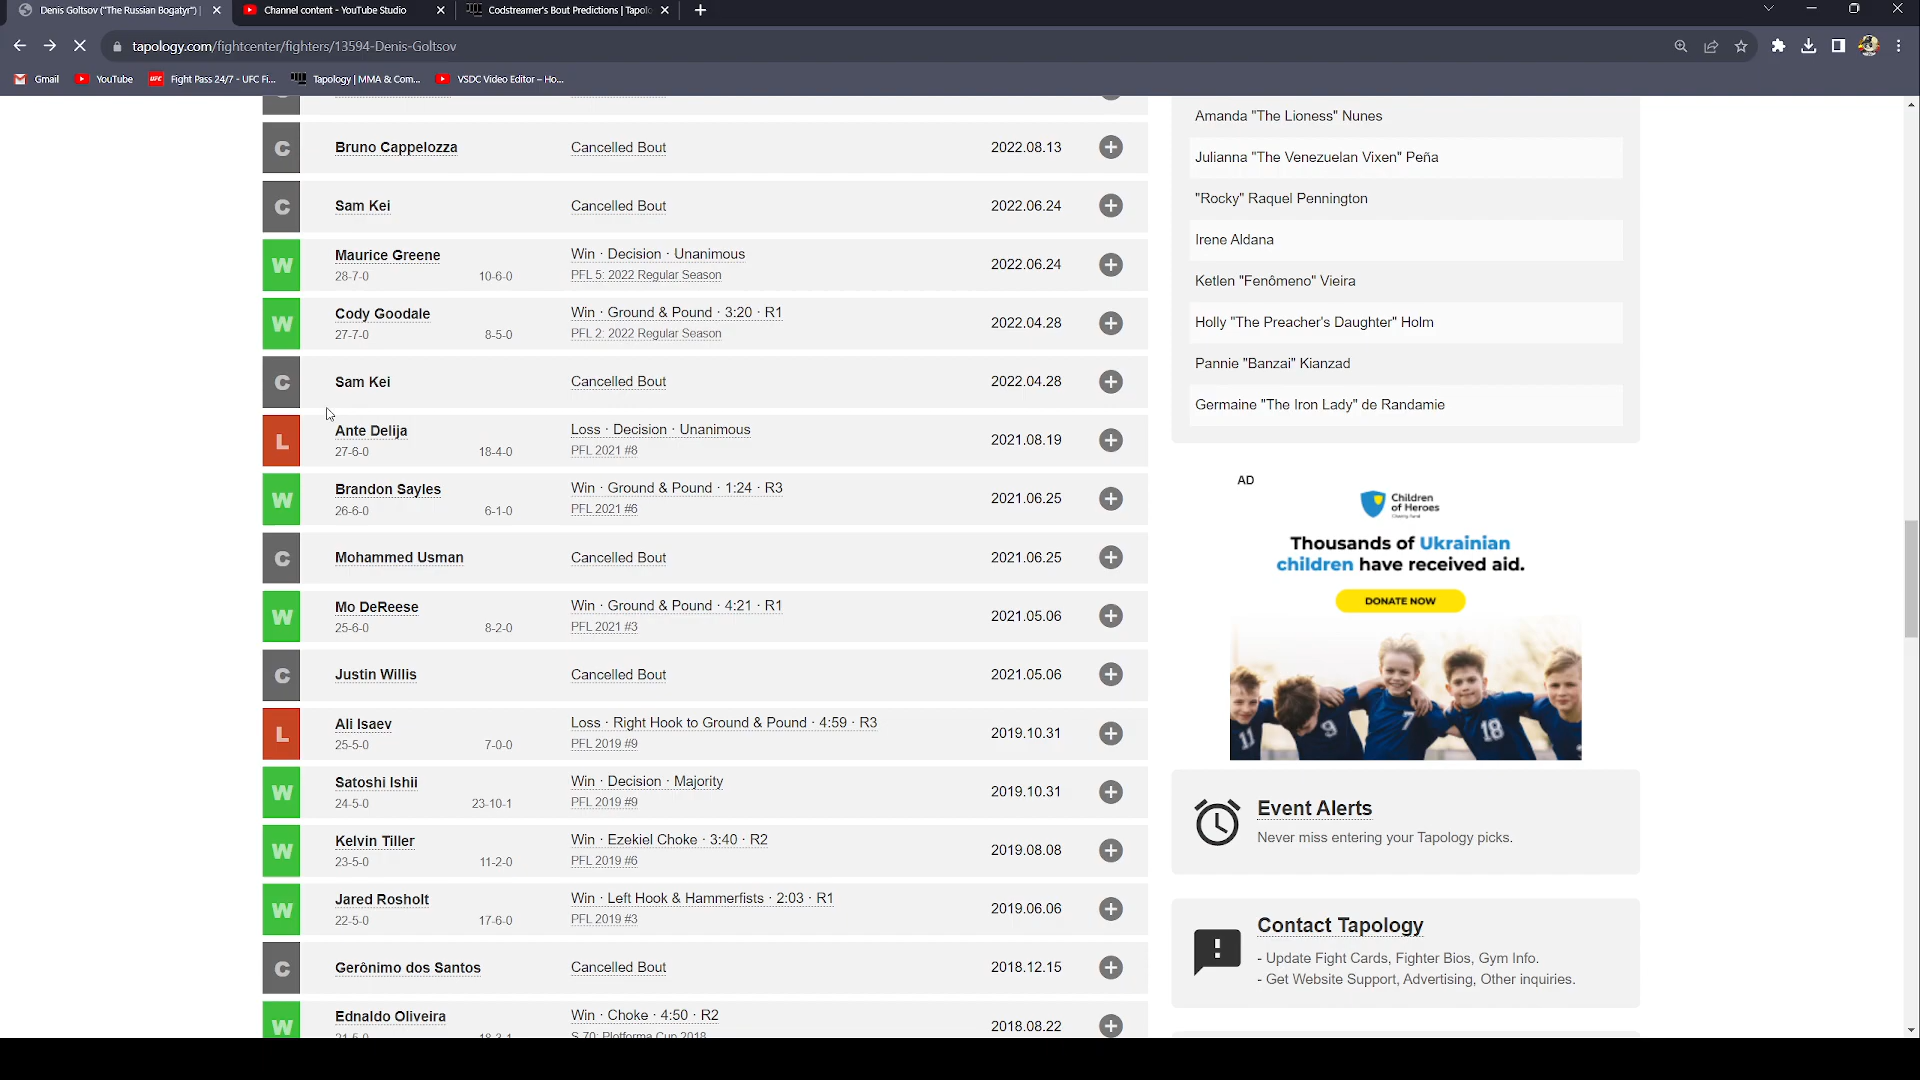 Denis Goltsov ("The Russian Bogatyr") |
Channel content - YouTube Studio
Codstreamer's Bout Predictions | Tapolo
tapology.com/fightcenter/fighters/13594-Denis-Goltsov
Gmail
YouTube
UFC
Fight Pass 24/7 - UFC Fi...
Tapology | MMA & Com...
VSDC Video Editor – Ho...
C
Bruno Cappelozza
Cancelled Bout
2022.08.13
C
Sam Kei
Cancelled Bout
2022.06.24
W
Maurice Greene
Win · Decision · Unanimous
2022.06.24
28-7-0
10-6-0
PFL 5: 2022 Regular Season
W
Cody Goodale
Win · Ground & Pound · 3:20 · R1
2022.04.28
27-7-0
8-5-0
PFL 2: 2022 Regular Season
C
Sam Kei
Cancelled Bout
2022.04.28
L
Ante Delija
Loss · Decision · Unanimous
2021.08.19
27-6-0
18-4-0
PFL 2021 #8
W
Brandon Sayles
Win · Ground & Pound · 1:24 · R3
2021.06.25
26-6-0
6-1-0
PFL 2021 #6
C
Mohammed Usman
Cancelled Bout
2021.06.25
W
Mo DeReese
Win · Ground & Pound · 4:21 · R1
2021.05.06
25-6-0
8-2-0
PFL 2021 #3
C
Justin Willis
Cancelled Bout
2021.05.06
L
Ali Isaev
Loss · Right Hook to Ground & Pound · 4:59 · R3
2019.10.31
25-5-0
7-0-0
PFL 2019 #9
W
Satoshi Ishii
Win · Decision · Majority
2019.10.31
24-5-0
23-10-1
PFL 2019 #9
W
Kelvin Tiller
Win · Ezekiel Choke · 3:40 · R2
2019.08.08
23-5-0
11-2-0
PFL 2019 #6
W
Jared Rosholt
Win · Left Hook & Hammerfists · 2:03 · R1
2019.06.06
22-5-0
17-6-0
PFL 2019 #3
C
Gerônimo dos Santos
Cancelled Bout
2018.12.15
W
Ednaldo Oliveira
Win · Choke · 4:50 · R2
2018.08.22
21-5-0
18-3-1
S-70: Plotforma Cup 2018
Amanda "The Lioness" Nunes
Julianna "The Venezuelan Vixen" Peña
"Rocky" Raquel Pennington
Irene Aldana
Ketlen "Fenômeno" Vieira
Holly "The Preacher's Daughter" Holm
Pannie "Banzai" Kianzad
Germaine "The Iron Lady" de Randamie
AD
Children
of Heroes
Charity Fund
Thousands of Ukrainian
children have received aid.
DONATE NOW
11
9
7
18
Event Alerts
Never miss entering your Tapology picks.
Contact Tapology
- Update Fight Cards, Fighter Bios, Gym Info.
- Get Website Support, Advertising, Other inquiries.